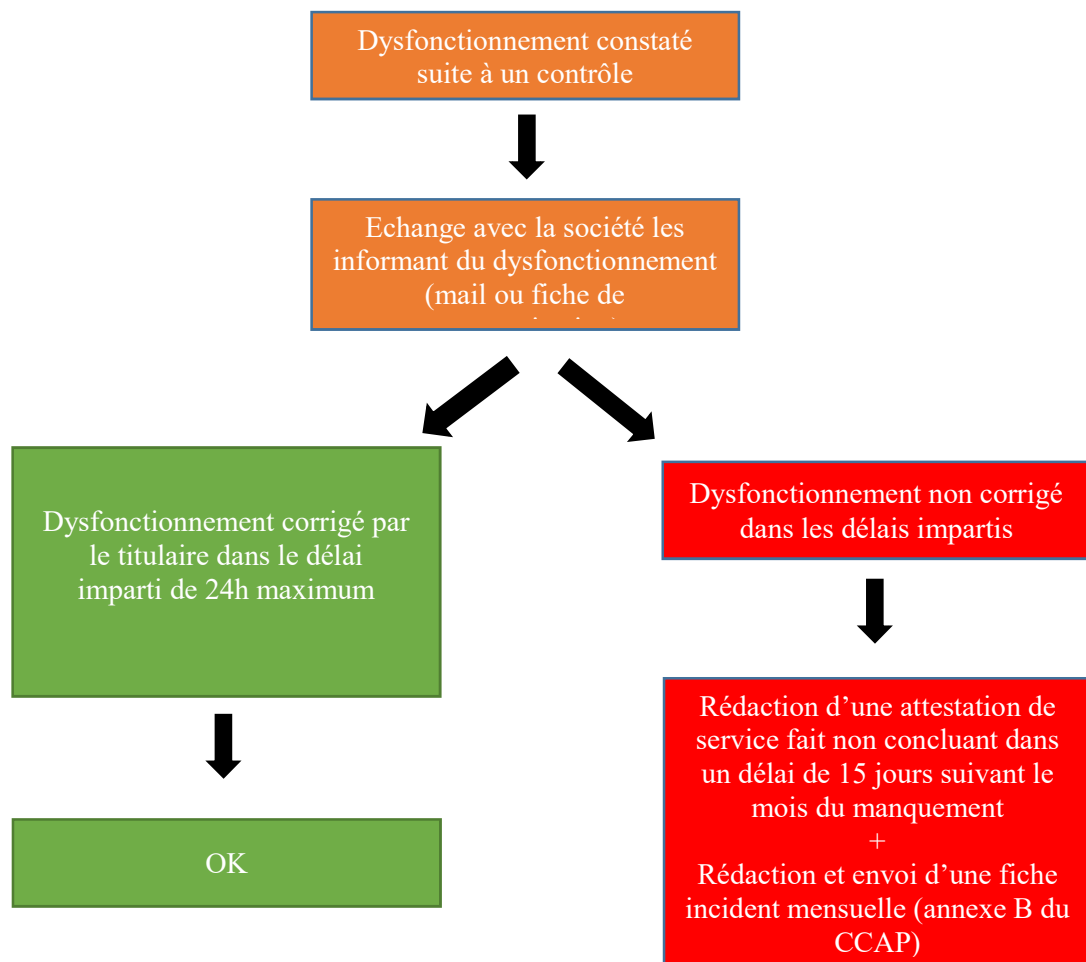 Dysfonctionnement constaté
suite à un contrôle
Echange avec la société les
informant du dysfonctionnement
(mail ou fiche de
Dysfonctionnement corrigé par
le titulaire dans le délai
imparti de 24h maximum
OK
Dysfonctionnement non corrigé
dans les délais impartis
Rédaction d’une attestation de
service fait non concluant dans
un délai de 15 jours suivant le
mois du manquement
+
Rédaction et envoi d’une fiche
incident mensuelle (annexe B du
CCAP)